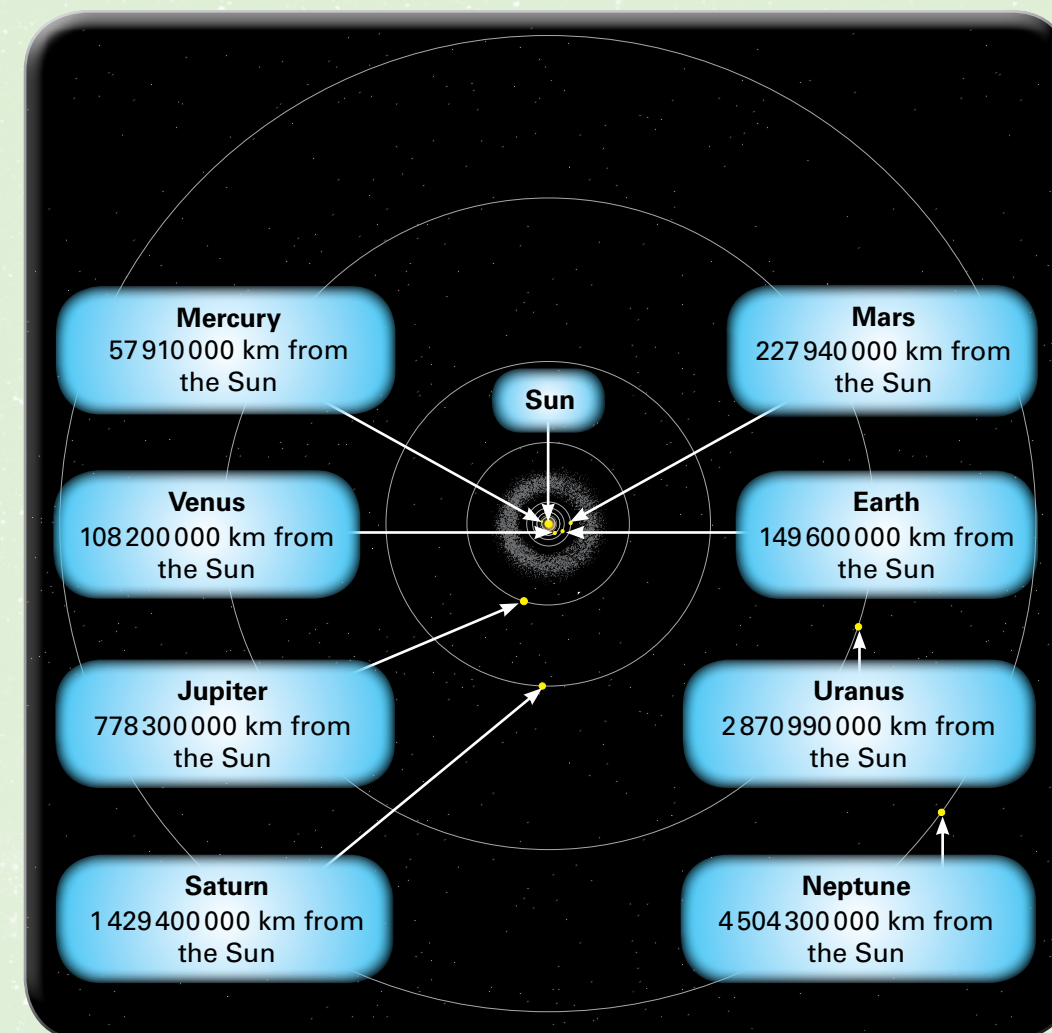 Mercury
57 910 000 km from
the Sun
Mars
227 940 000 km from
the Sun
Sun
Venus
108 200 000 km from
the Sun
Earth
149 600 000 km from
the Sun
Jupiter
778 300 000 km from
the Sun
Uranus
2 870 990 000 km from
the Sun
Saturn
1 429 400 000 km from
the Sun
Neptune
4 504 300 000 km from
the Sun